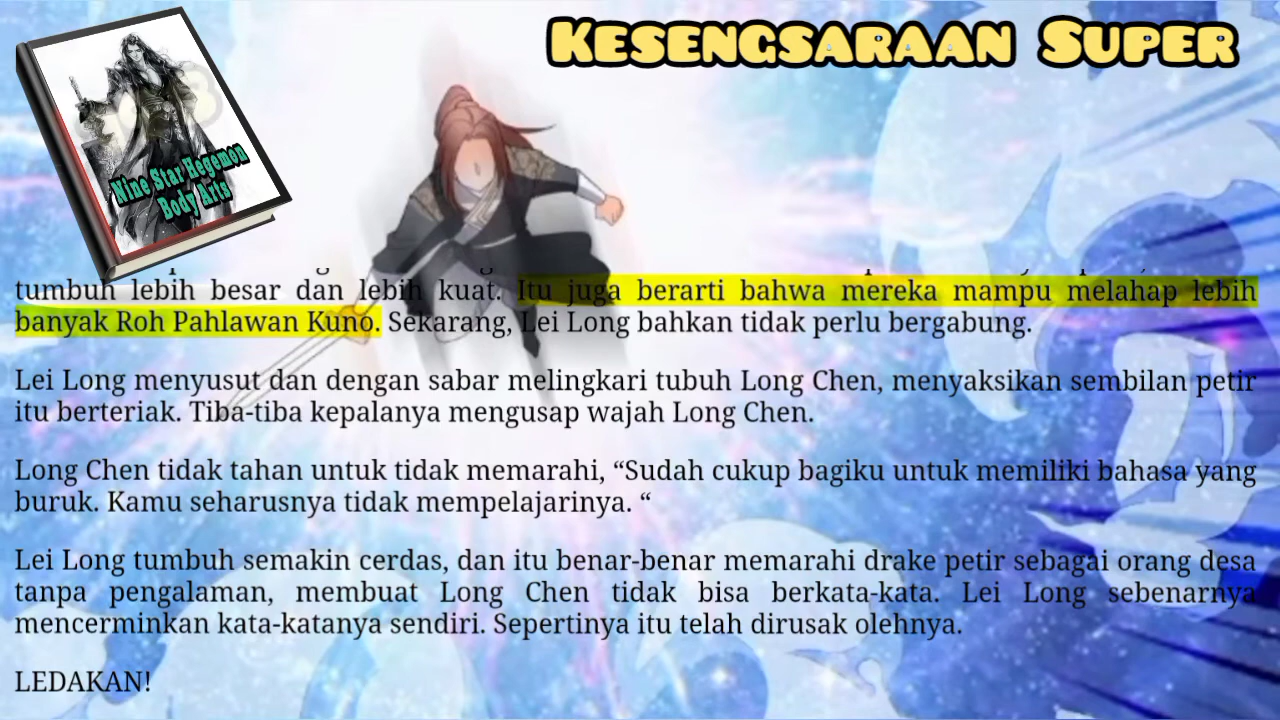 Kesengsaraan Super
Nine Star Hegemon
Body Arts
tumbuh lebih besar dan lebih kuat. Itu juga berarti bahwa mereka mampu melahap lebih
banyak Roh Pahlawan Kuno. Sekarang, Lei Long bahkan tidak perlu bergabung.
Lei Long menyusut dan dengan sabar melingkari tubuh Long Chen, menyaksikan sembilan petir
itu berteriak. Tiba-tiba kepalanya mengusap wajah Long Chen.
Long Chen tidak tahan untuk tidak memarahi, “Sudah cukup bagiku untuk memiliki bahasa yang
buruk. Kamu seharusnya tidak mempelajarinya. “
Lei Long tumbuh semakin cerdas, dan itu benar-benar memarahi drake petir sebagai orang desa
tanpa pengalaman, membuat Long Chen tidak bisa berkata-kata. Lei Long sebenarnya
mencerminkan kata-katanya sendiri. Sepertinya itu telah dirusak olehnya.
LEDAKAN!